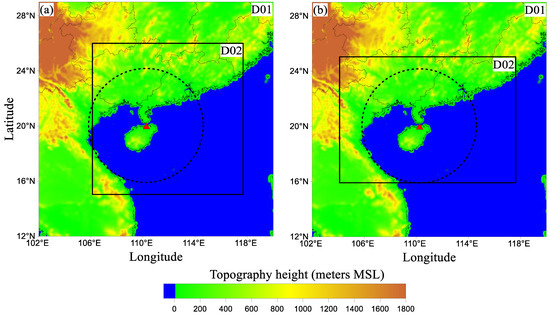 (a)
D01
(b)
D01
28°N
28°N
D02
D02
24°N
24°N
Latitude
20°N
20°N
16°N
16°N
12°N
12°N
102°E 106°E 110°E 114°E 118°E
102°E 106°E 110°E 114°E 118°E
Longitude
Longitude
Topography height (meters MSL)
0 200 400 600 800 1000 1200 1400 1600 1800